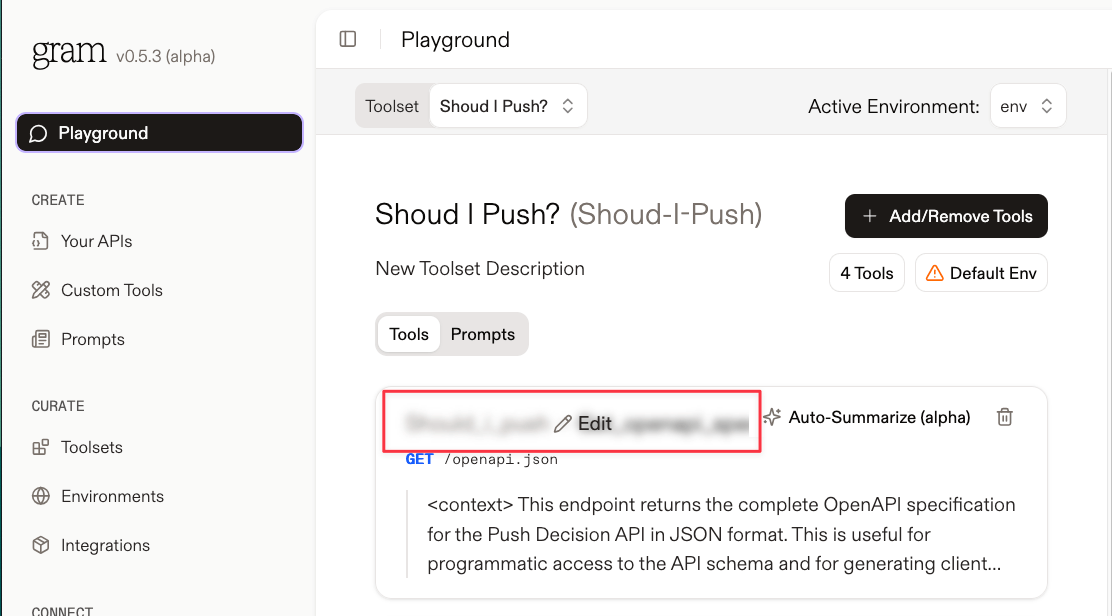 gram v0.5.3 (alpha)
Playground
CREATE
Your APIs
Custom Tools
Prompts
CURATE
Toolsets
Environments
Integrations
CONNECT
Playground
Toolset Shoud I Push?
Active Environment: env
Shoud I Push? (Shoud-I-Push)
Add/Remove Tools
New Toolset Description
4 Tools
Default Env
Tools Prompts
Should_i_push Edit _openapi_spe
Auto-Summarize (alpha)
GET /openapi.json
<context> This endpoint returns the complete OpenAPI specification
for the Push Decision API in JSON format. This is useful for
programmatic access to the API schema and for generating client...